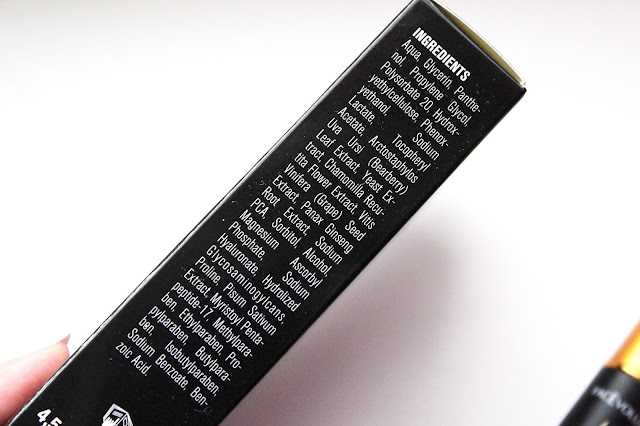 INGREDIENTS
Aqua, Glycerin, Panthe-
nol, Propylene Glycol,
Polysorbate 20, Hydrox-
yethylcellulose, Phenox-
yethanol, Sodium
Lactate, Tocopheryl
Acetate, Arctostaphylos
Uva Ursi (Bearberry)
Leaf Extract, Yeast Ex-
tract, Chamomilla Recu-
tita Flower Extract, Vitis
Vinifera (Grape) Seed
Extract, Panax Ginseng
Root Extract, Sodium
PCA, Sorbitol, Alcohol,
Magnesium Ascorbyl
Phosphate, Sodium
Hyaluronate, Hydrolized
Glycosaminogylcans,
Proline, Pisum Sativum
Extract, Myristoyl Penta-
peptide-17, Methylpara-
ben, Ethylparaben, Pro-
pylparaben, Butylpara-
ben, Isobutylparaben,
Sodium Benzoate, Ben-
zoic Acid.
4,5